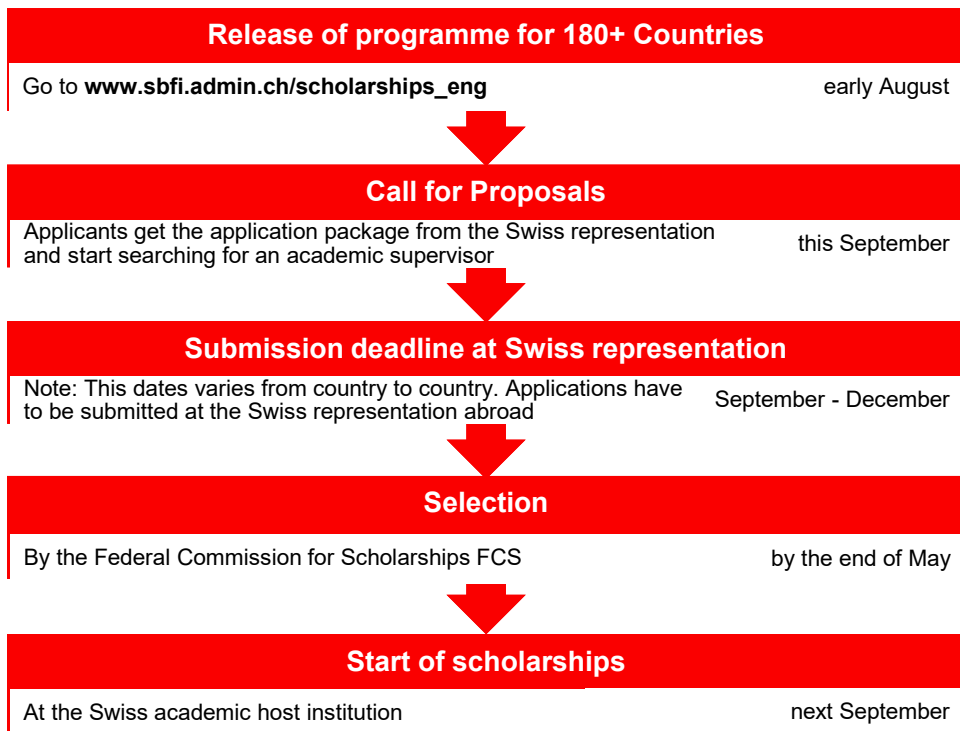 Release of programme for 180+ Countries
Go to www.sbfi.admin.ch/scholarships_eng
early August
Call for Proposals
Applicants get the application package from the Swiss representation
and start searching for an academic supervisor
this September
Submission deadline at Swiss representation
Note: This dates varies from country to country. Applications have
to be submitted at the Swiss representation abroad
September - December
Selection
By the Federal Commission for Scholarships FCS
by the end of May
Start of scholarships
At the Swiss academic host institution
next September